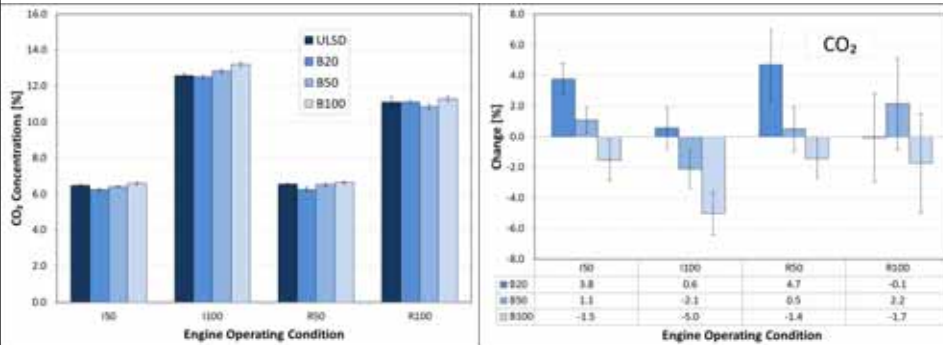 16.0
14.0
12.0
10.0
8.0
6.0
4.0
2.0
0.0
CO₂ Concentrations [%]
ULSD
B20
B50
B100
I50
I100
R50
R100
Engine Operating Condition
8.0
6.0
4.0
2.0
0.0
-2.0
-4.0
-6.0
-8.0
Change [%]
CO₂
I50 I100 R50 R100
B20 3.8 0.6 4.7 -0.1
B50 1.1 -2.1 0.5 2.2
B100 -1.5 -5.0 -1.4 -1.7
Engine Operating Condition